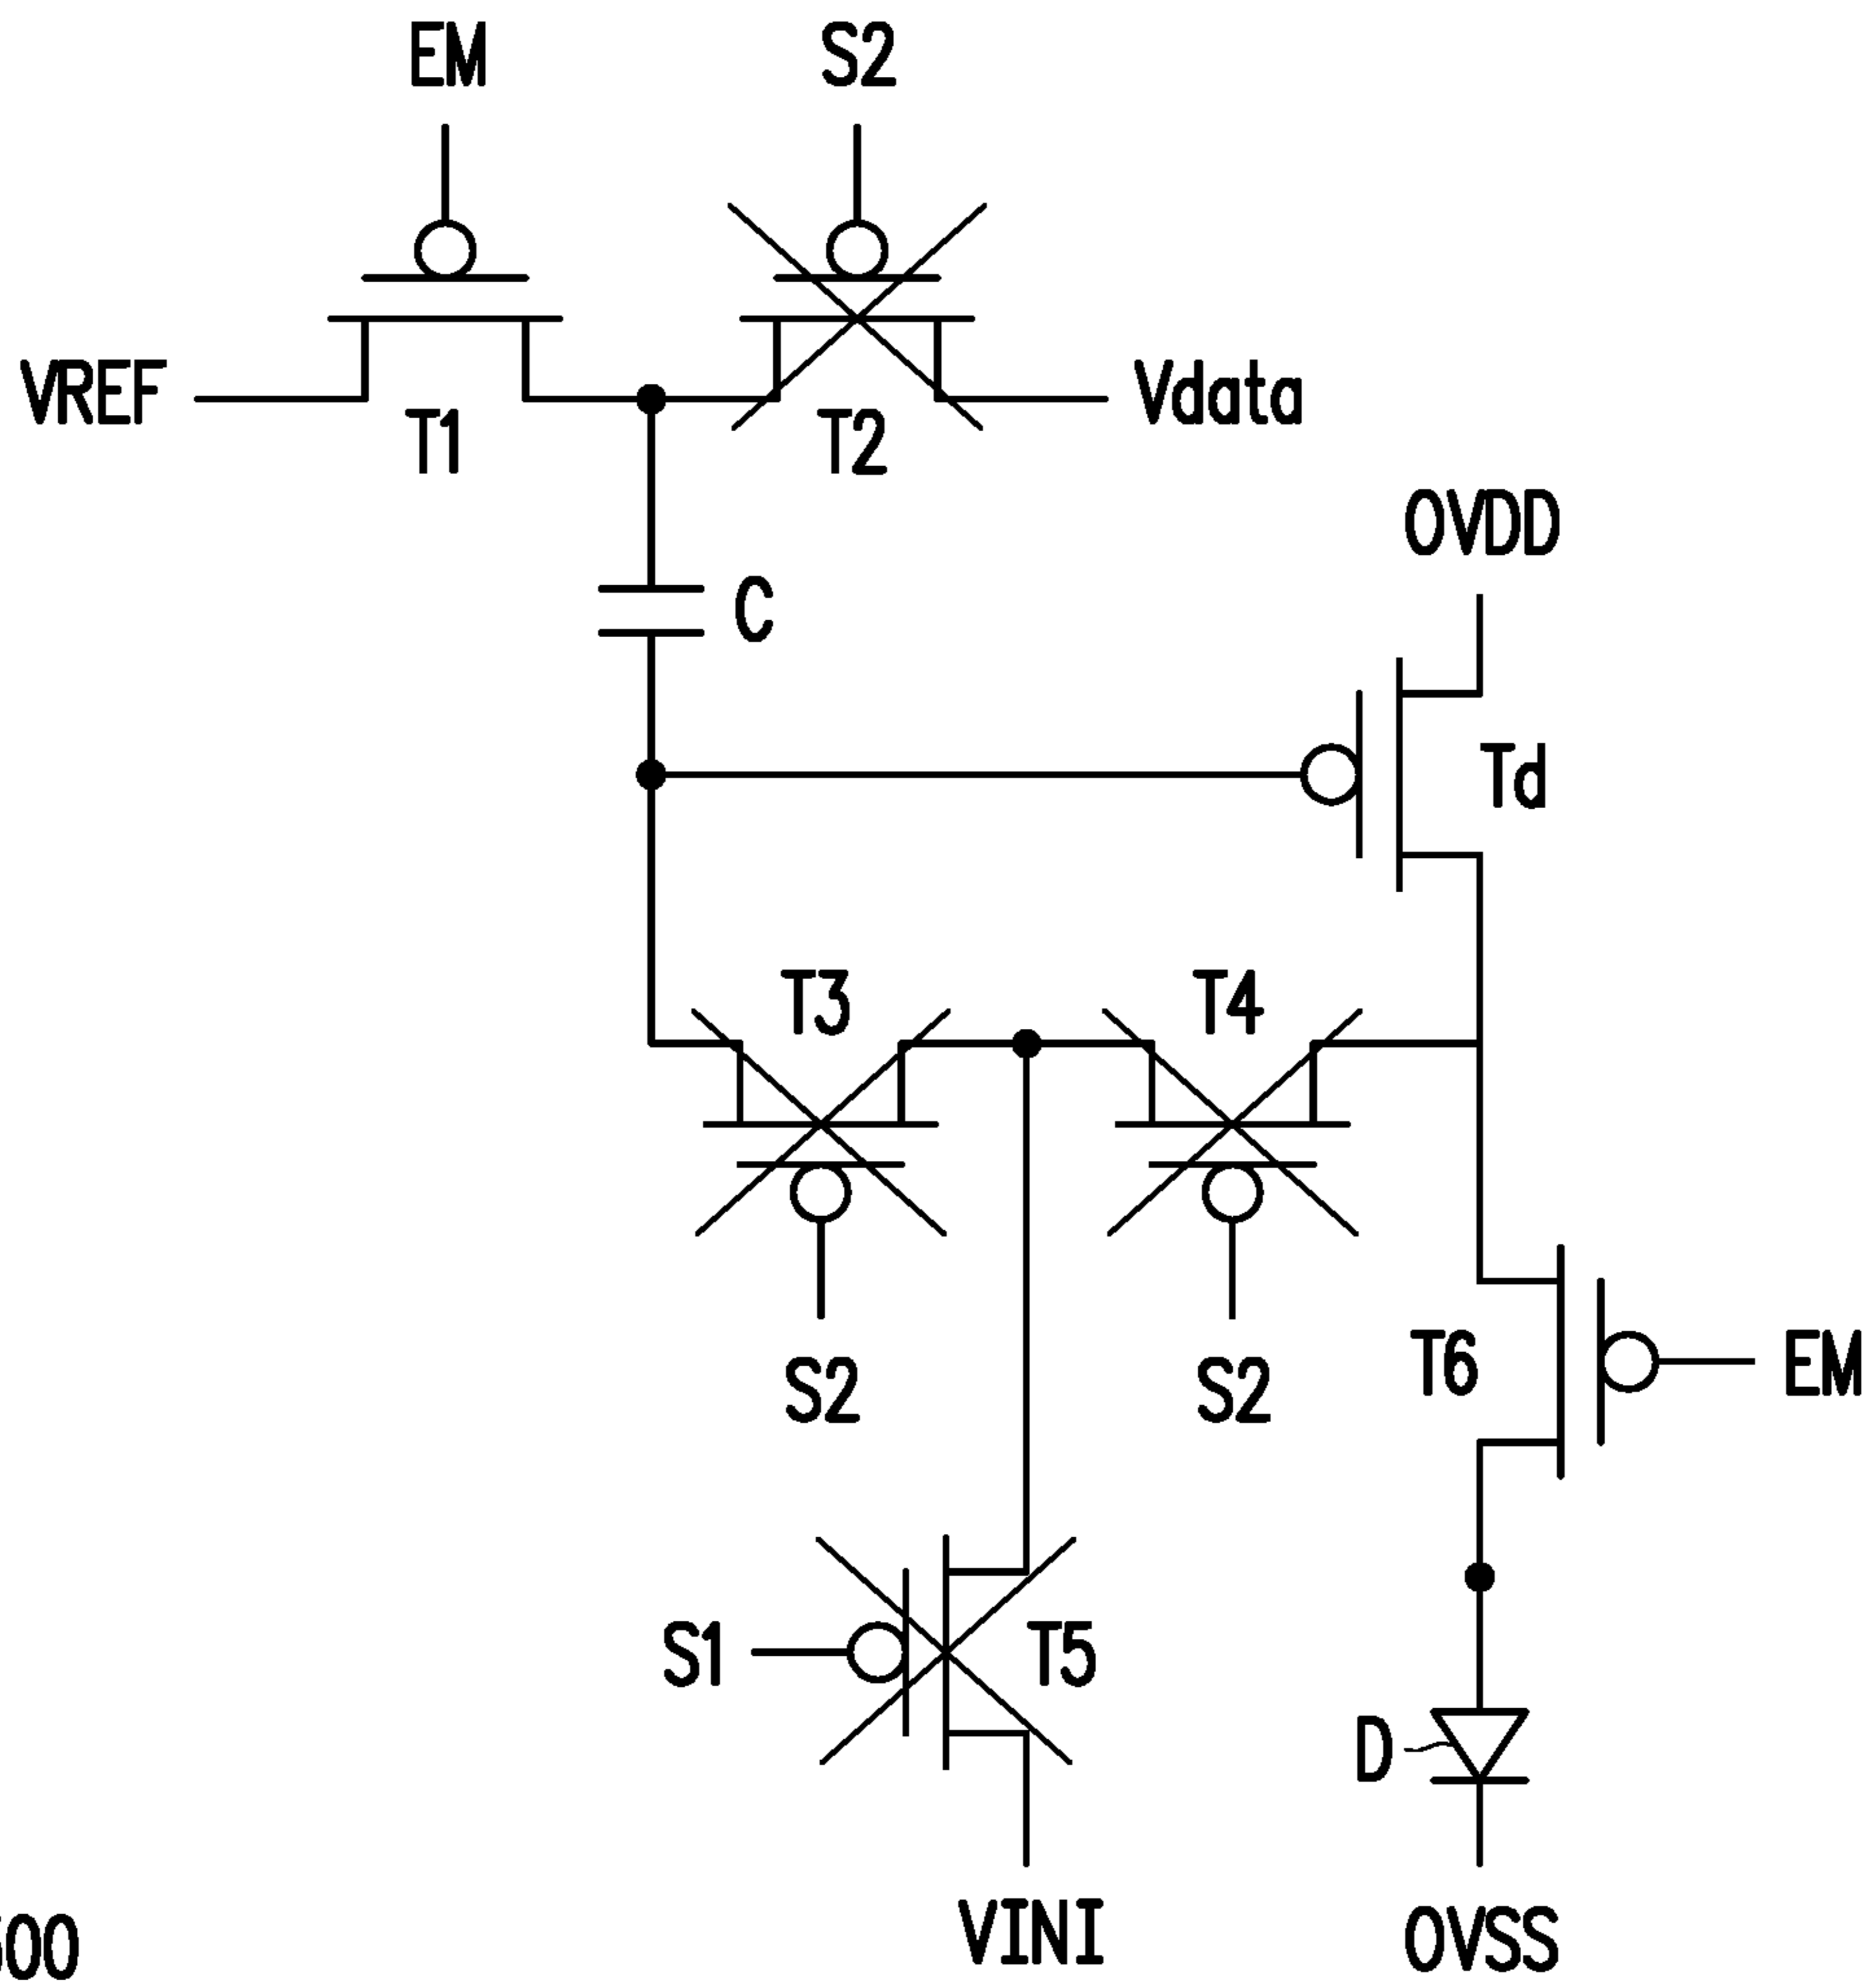 EM
S2
VREF
T1
T2
Vdata
OVDD
C
Td
T3
T4
S2
S2
T6
EM
S1
T5
D
VINI
OVSS